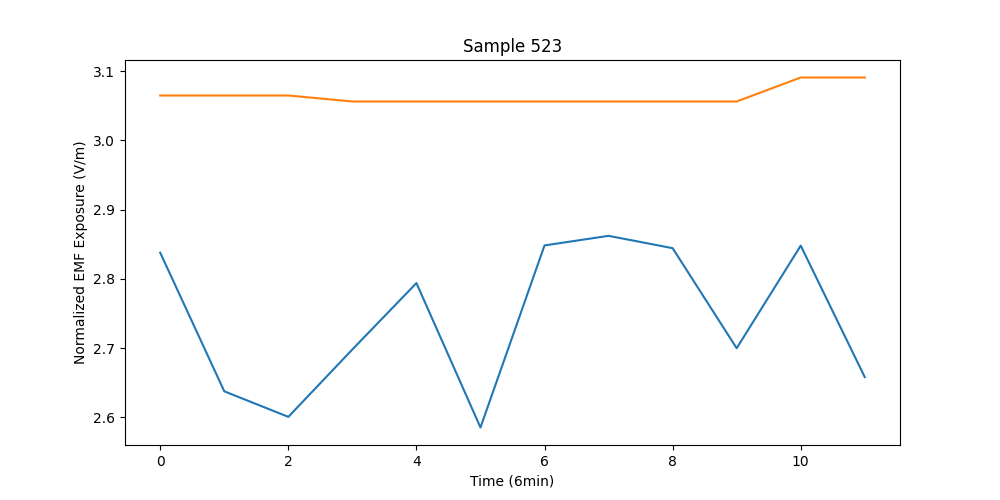 Sample 523
Normalized EMF Exposure (V/m)
3.1
3.0
2.9
2.8
2.7
2.6
0 2 4 6 8 10
Time (6min)